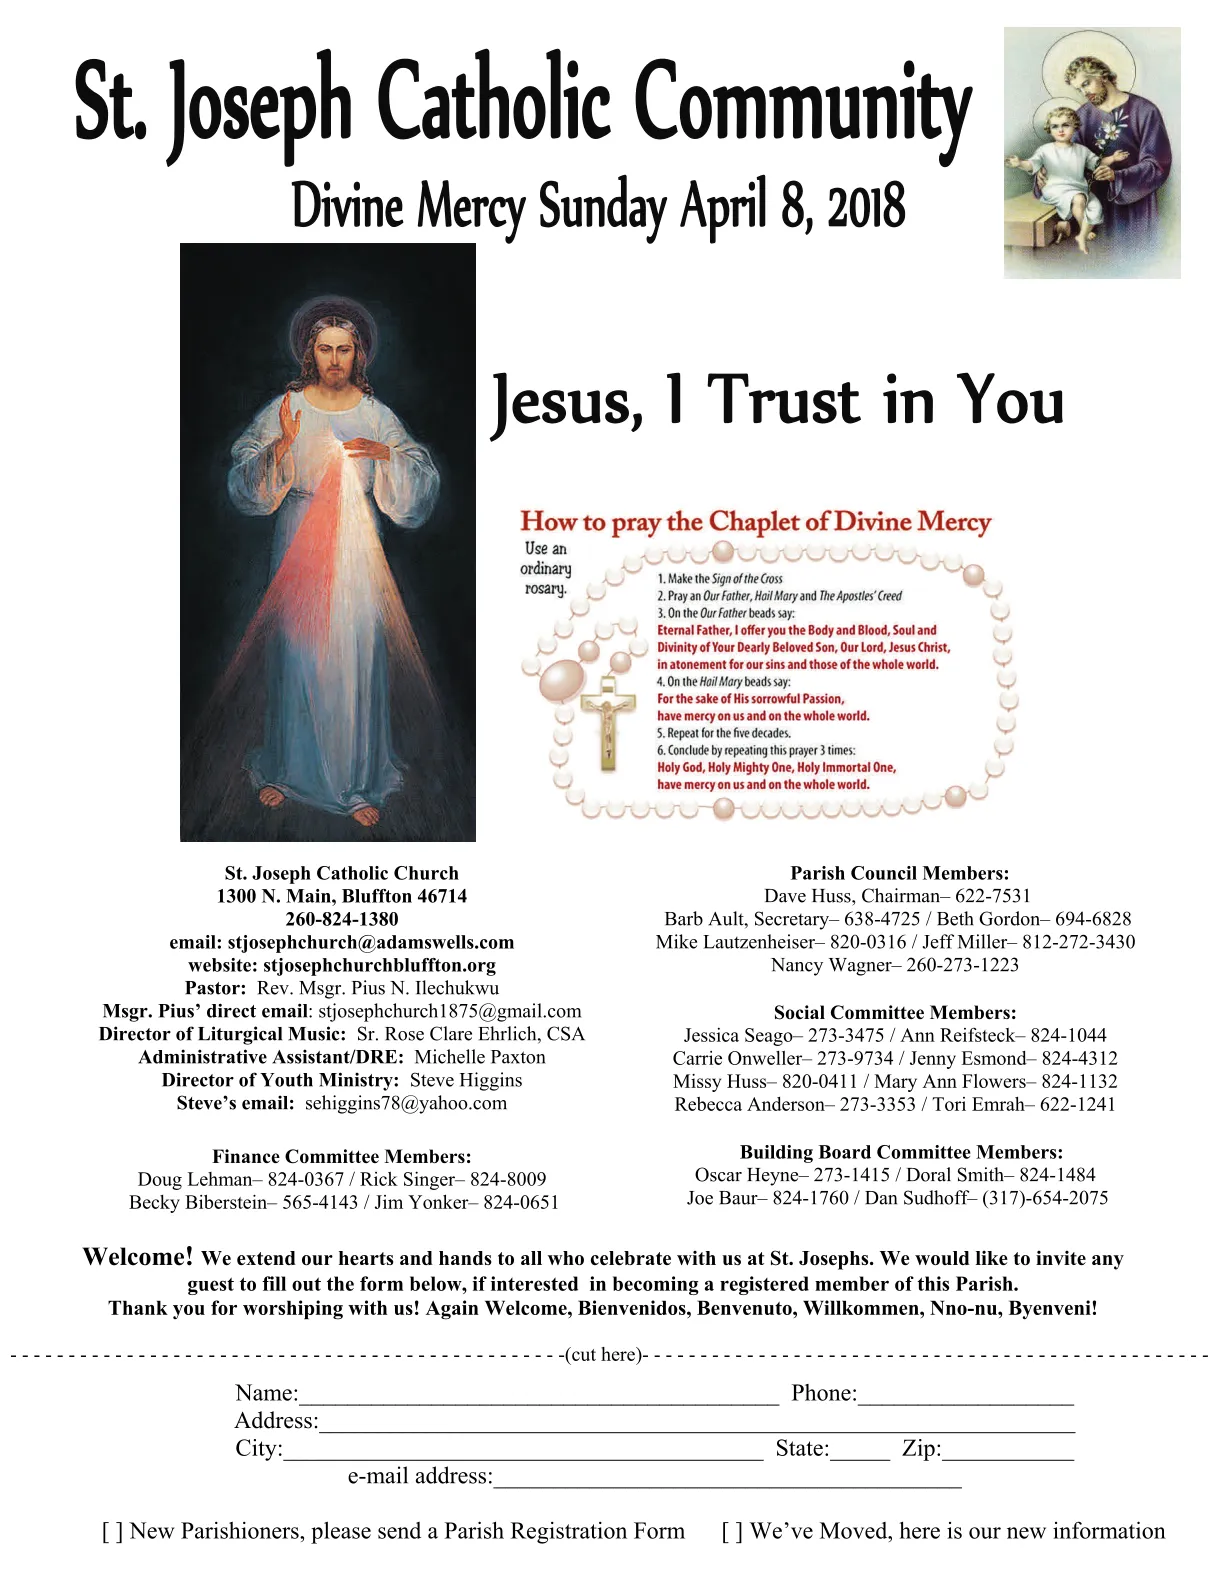 St. Joseph Catholic Community
Divine Mercy Sunday April 8, 2018
Jesus, I Trust in You
How to pray the Chaplet of Divine Mercy
Use an
ordinary
rosary.
1. Make the Sign of the Cross
2. Pray an Our Father, Hail Mary and The Apostles' Creed
3. On the Our Father beads say:
Eternal Father, I offer you the Body and Blood, Soul and
Divinity of Your Dearly Beloved Son, Our Lord, Jesus Christ,
in atonement for our sins and those of the whole world.
4. On the Hail Mary beads say:
For the sake of His sorrowful Passion,
have mercy on us and on the whole world.
5. Repeat for the five decades.
6. Conclude by repeating this prayer 3 times:
Holy God, Holy Mighty One, Holy Immortal One,
have mercy on us and on the whole world.
St. Joseph Catholic Church
1300 N. Main, Bluffton 46714
260-824-1380
email: stjosephchurch@adamswells.com
website: stjosephchurchbluffton.org
Pastor: Rev. Msgr. Pius N. Ilechukwu
Msgr. Pius’ direct email: stjosephchurch1875@gmail.com
Director of Liturgical Music: Sr. Rose Clare Ehrlich, CSA
Administrative Assistant/DRE: Michelle Paxton
Director of Youth Ministry: Steve Higgins
Steve’s email: sehiggins78@yahoo.com
Finance Committee Members:
Doug Lehman– 824-0367 / Rick Singer– 824-8009
Becky Biberstein– 565-4143 / Jim Yonker– 824-0651
Parish Council Members:
Dave Huss, Chairman– 622-7531
Barb Ault, Secretary– 638-4725 / Beth Gordon– 694-6828
Mike Lautzenheiser– 820-0316 / Jeff Miller– 812-272-3430
Nancy Wagner– 260-273-1223
Social Committee Members:
Jessica Seago– 273-3475 / Ann Reifsteck– 824-1044
Carrie Onweller– 273-9734 / Jenny Esmond– 824-4312
Missy Huss– 820-0411 / Mary Ann Flowers– 824-1132
Rebecca Anderson– 273-3353 / Tori Emrah– 622-1241
Building Board Committee Members:
Oscar Heyne– 273-1415 / Doral Smith– 824-1484
Joe Baur– 824-1760 / Dan Sudhoff– (317)-654-2075
Welcome! We extend our hearts and hands to all who celebrate with us at St. Josephs. We would like to invite any
guest to fill out the form below, if interested in becoming a registered member of this Parish.
Thank you for worshiping with us! Again Welcome, Bienvenidos, Benvenuto, Willkommen, Nno-nu, Byenveni!
(cut here)
Name: Phone:
Address:
City: State: Zip:
e-mail address:
[ ] New Parishioners, please send a Parish Registration Form [ ] We’ve Moved, here is our new information